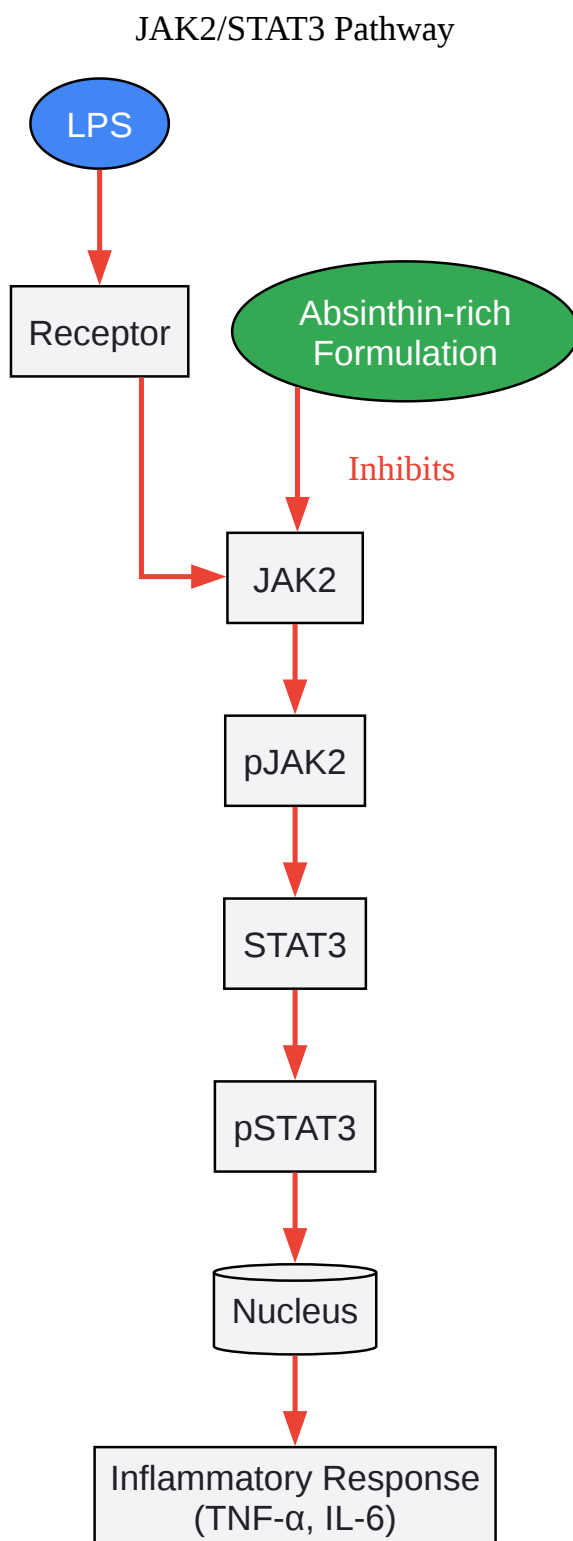 JAK2/STAT3 Pathway
LPS
Receptor
Absinthin-rich
Formulation
Inhibits
JAK2
pJAK2
STAT3
pSTAT3
Nucleus
Inflammatory Response
(TNF-α, IL-6)